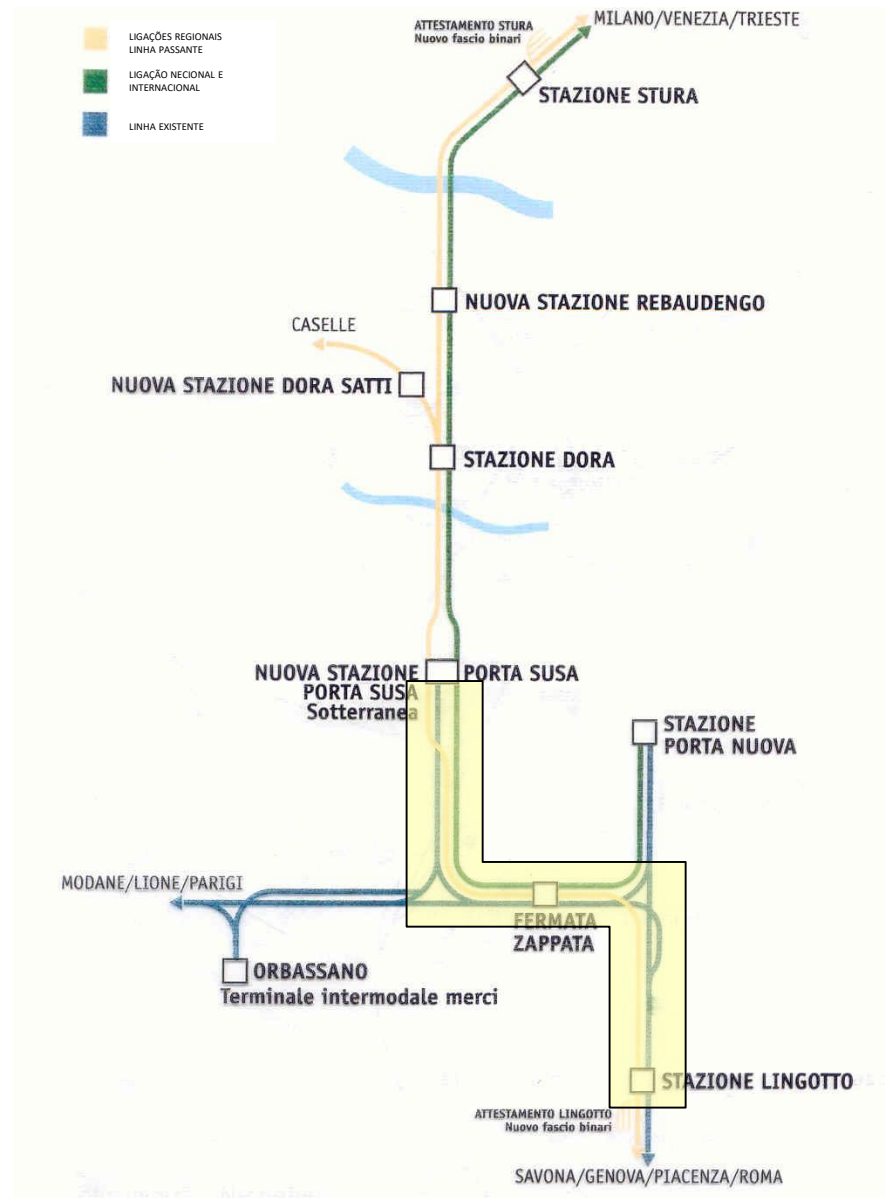 LIGAÇÕES REGIONAIS
LINHA PASSANTE
LIGAÇÃO NECIONAL E
INTERNACIONAL
LINHA EXISTENTE
ATTESTAMENTO STURA
Nuovo fascio binari
MILANO/VENEZIA/TRIESTE
STAZIONE STURA
NUOVA STAZIONE REBAUDENGO
CASELLE
NUOVA STAZIONE DORA SATTI
STAZIONE DORA
NUOVA STAZIONE
PORTA SUSA
Sotterranea
PORTA SUSA
STAZIONE
PORTA NUOVA
MODANE/LIONE/PARIGI
FERMATA
ZAPPATA
ORBASSANO
Terminale intermodale merci
STAZIONE LINGOTTO
ATTESTAMENTO LINGOTTO
Nuovo fascio binari
SAVONA/GENOVA/PIACENZA/ROMA